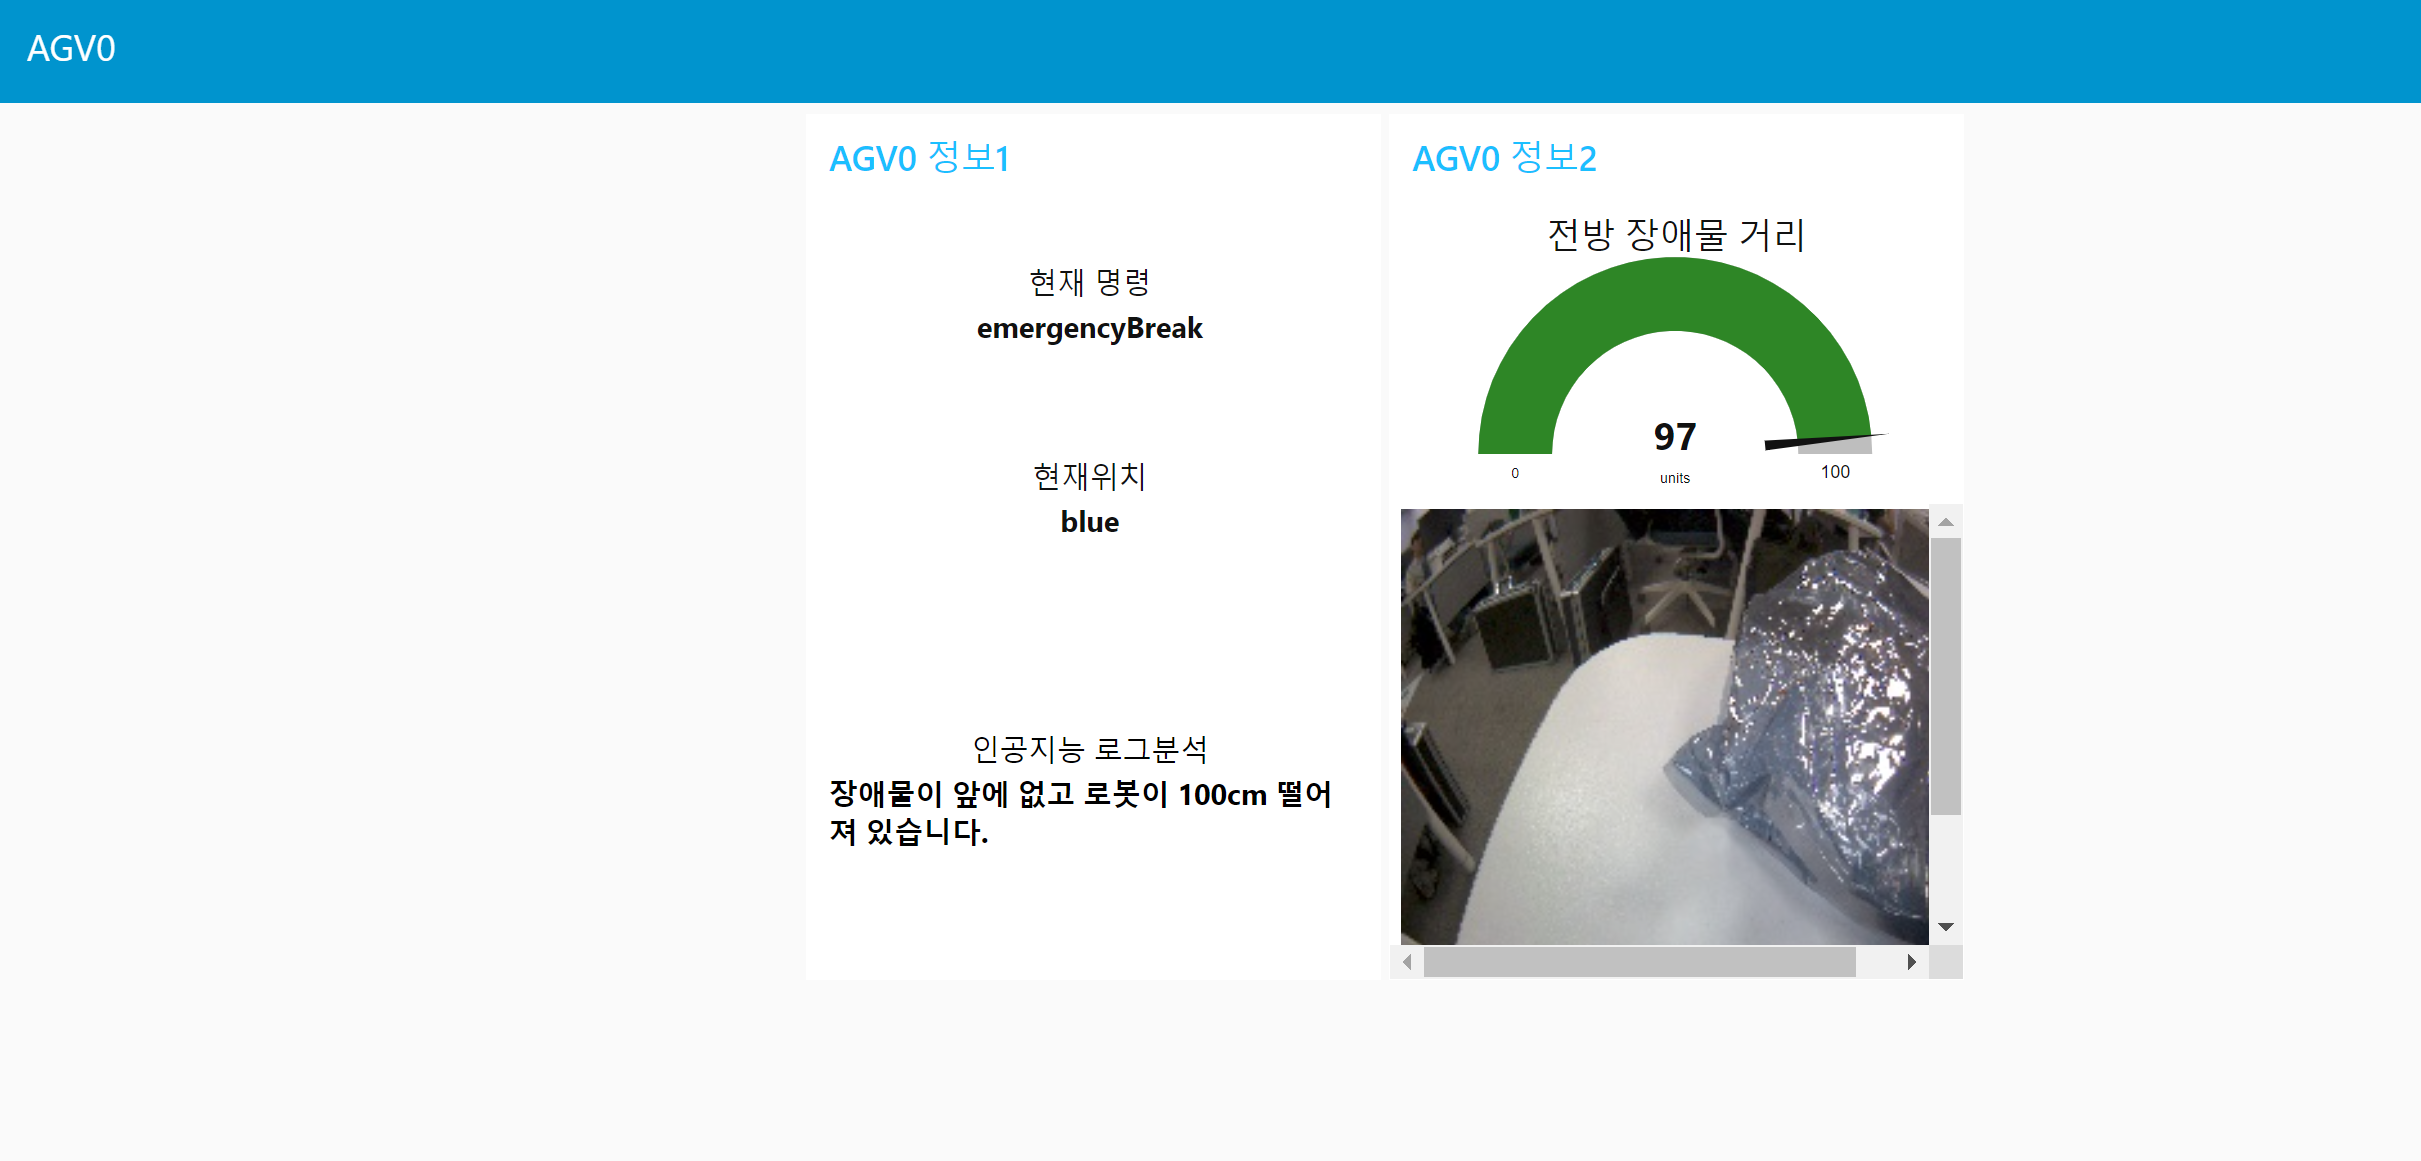 AGV0
AGV0 정보1
현재 명령
emergencyBreak
현재위치
blue
인공지능 로그분석
장애물이 앞에 없고 로봇이 100cm 떨어
져 있습니다.
AGV0 정보2
전방 장애물 거리
97
units
0
100